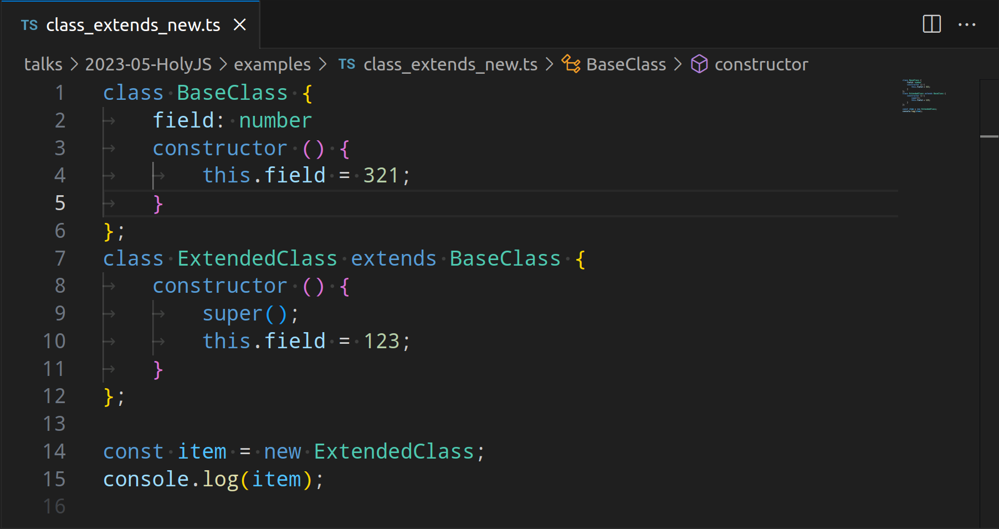 TS class_extends_new.ts
talks > 2023-05-HolyJS > examples > TS class_extends_new.ts > BaseClass > constructor
1 class BaseClass {
2 field: number
3 constructor () {
4 this.field = 321;
5 }
6 };
7 class ExtendedClass extends BaseClass {
8 constructor () {
9 super();
10 this.field = 123;
11 }
12 };
13
14 const item = new ExtendedClass;
15 console.log(item);
16